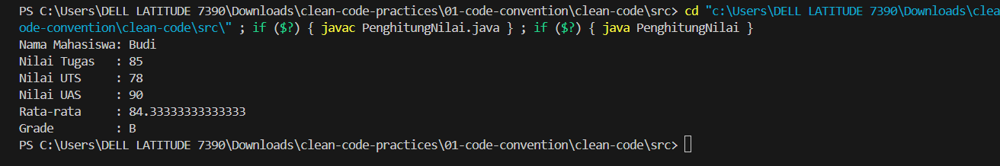 PS C:\Users\DELL LATITUDE 7390\Downloads\clean-code-practices\01-code-convention\clean-code\src> cd "c:\Users\DELL LATITUDE 7390\Downloads\clea
ode-convention\clean-code\src\" ; if ($?) { javac PenghitungNilai.java } ; if ($?) { java PenghitungNilai }
Nama Mahasiswa: Budi
Nilai Tugas   : 85
Nilai UTS     : 78
Nilai UAS     : 90
Rata-rata     : 84.33333333333333
Grade         : B
PS C:\Users\DELL LATITUDE 7390\Downloads\clean-code-practices\01-code-convention\clean-code\src>